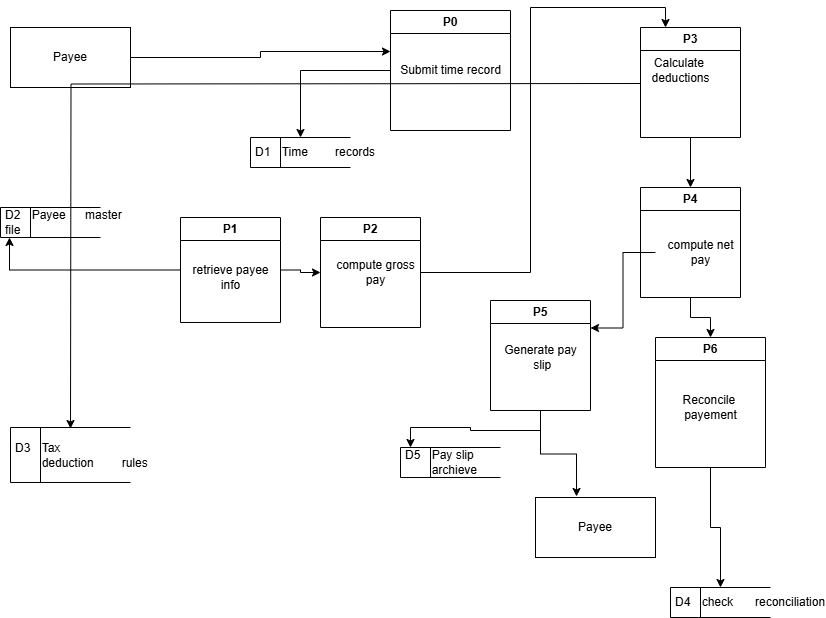 P0
P3
Payee
Submit time record
Calculate
deductions
D1 Time records
P4
D2 Payee master
file
P1
P2
compute net
pay
retrieve payee
info
compute gross
pay
P5
P6
Generate pay
slip
Reconcile
payement
D3 Tax
deduction rules
D5 Pay slip
archieve
Payee
D4 check reconciliation